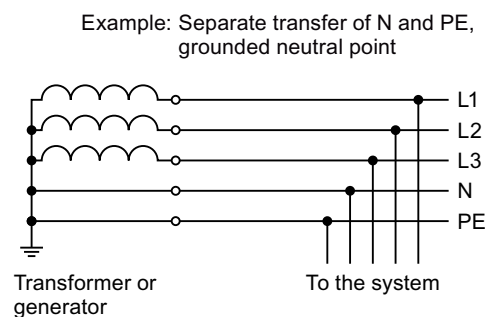 Example: Separate transfer of N and PE,
grounded neutral point
L1
L2
L3
N
PE
Transformer or
generator
To the system